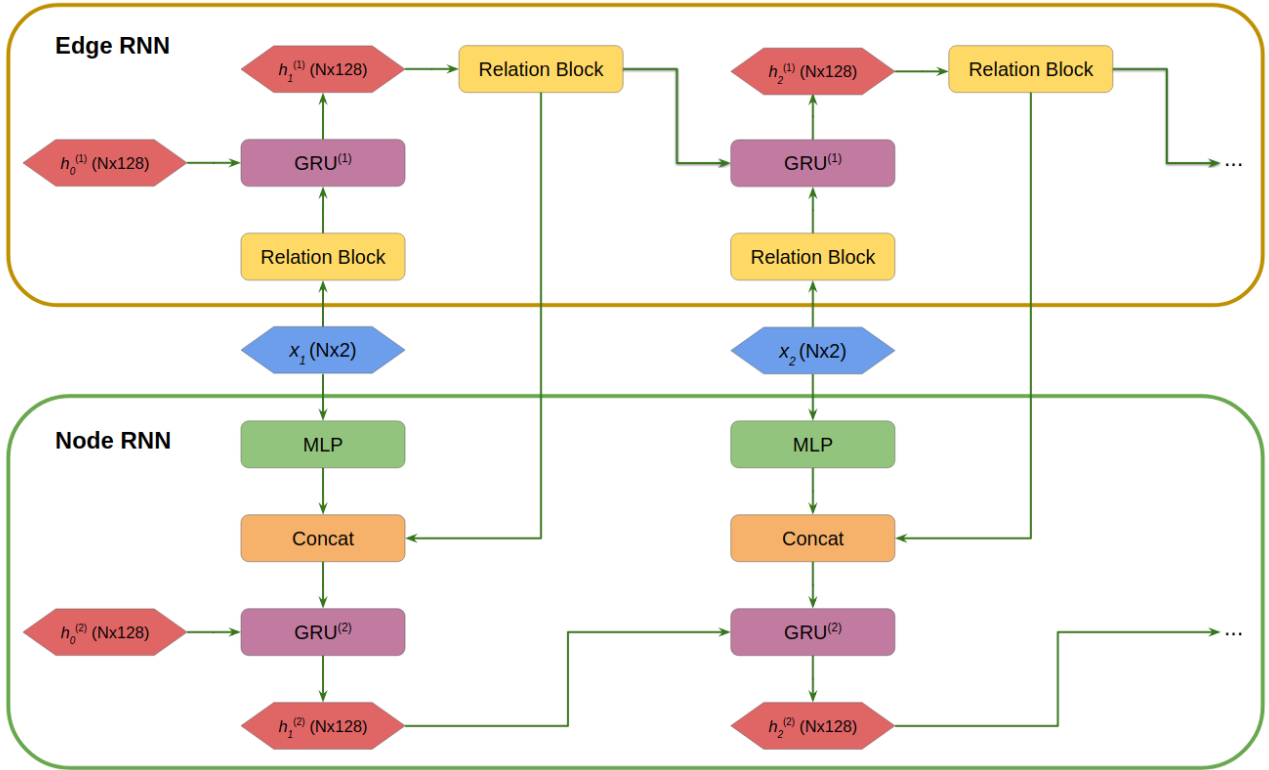 Edge RNN
h₁⁽¹⁾ (Nx128)
Relation Block
h₂⁽¹⁾ (Nx128)
Relation Block
h₀⁽¹⁾ (Nx128)
GRU⁽¹⁾
GRU⁽¹⁾
...
Relation Block
Relation Block
x₁ (Nx2)
x₂ (Nx2)
Node RNN
MLP
MLP
Concat
Concat
h₀⁽²⁾ (Nx128)
GRU⁽²⁾
GRU⁽²⁾
...
h₁⁽²⁾ (Nx128)
h₂⁽²⁾ (Nx128)